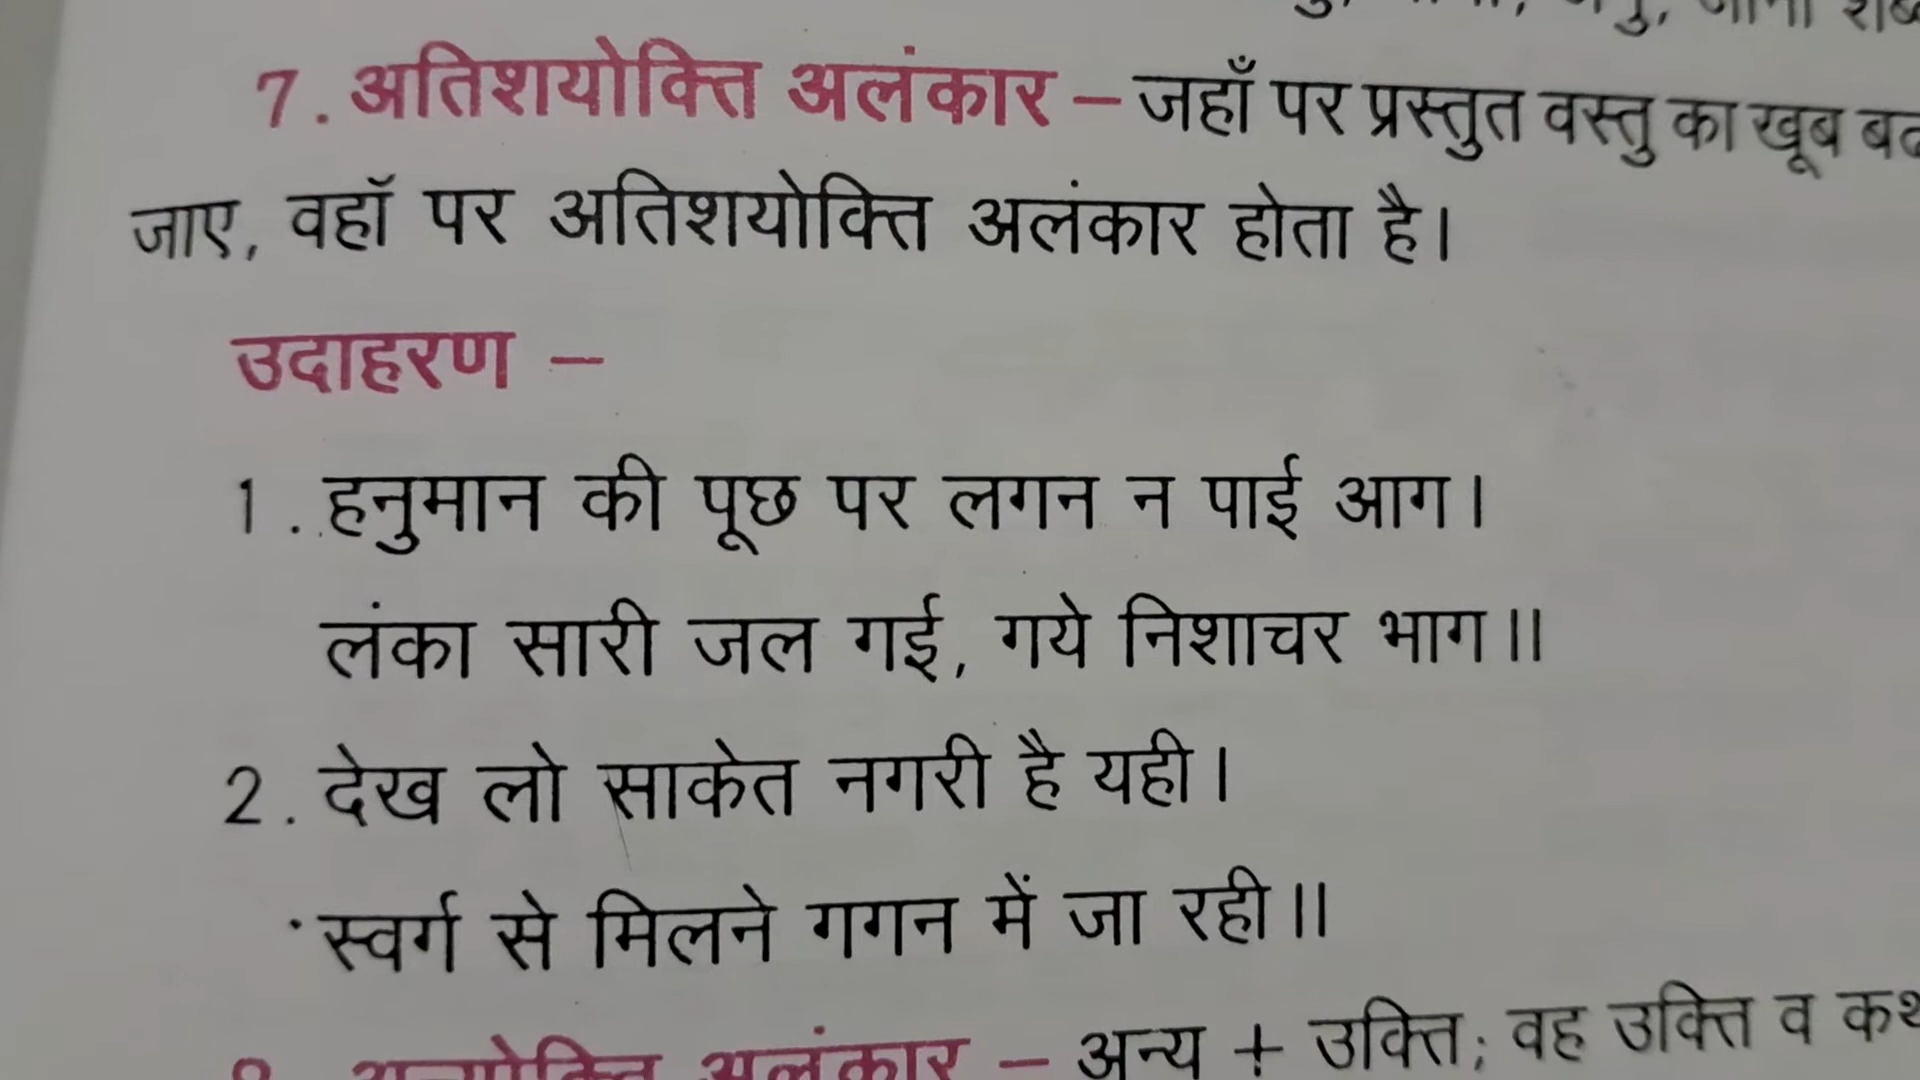 7. अतिशयोक्ति अलंकार – जहाँ पर प्रस्तुत वस्तु का खूब
जाए, वहॉ पर अतिशयोक्ति अलंकार होता है।
उदाहरण –
1. हनुमान की पूछ पर लगन न पाई आग।
लंका सारी जल गई, गये निशाचर भाग॥
2. देख लो साकेत नगरी है यही।
स्वर्ग से मिलने गगन में जा रही॥
अलंकार – अन्य + उक्ति; वह उक्ति व